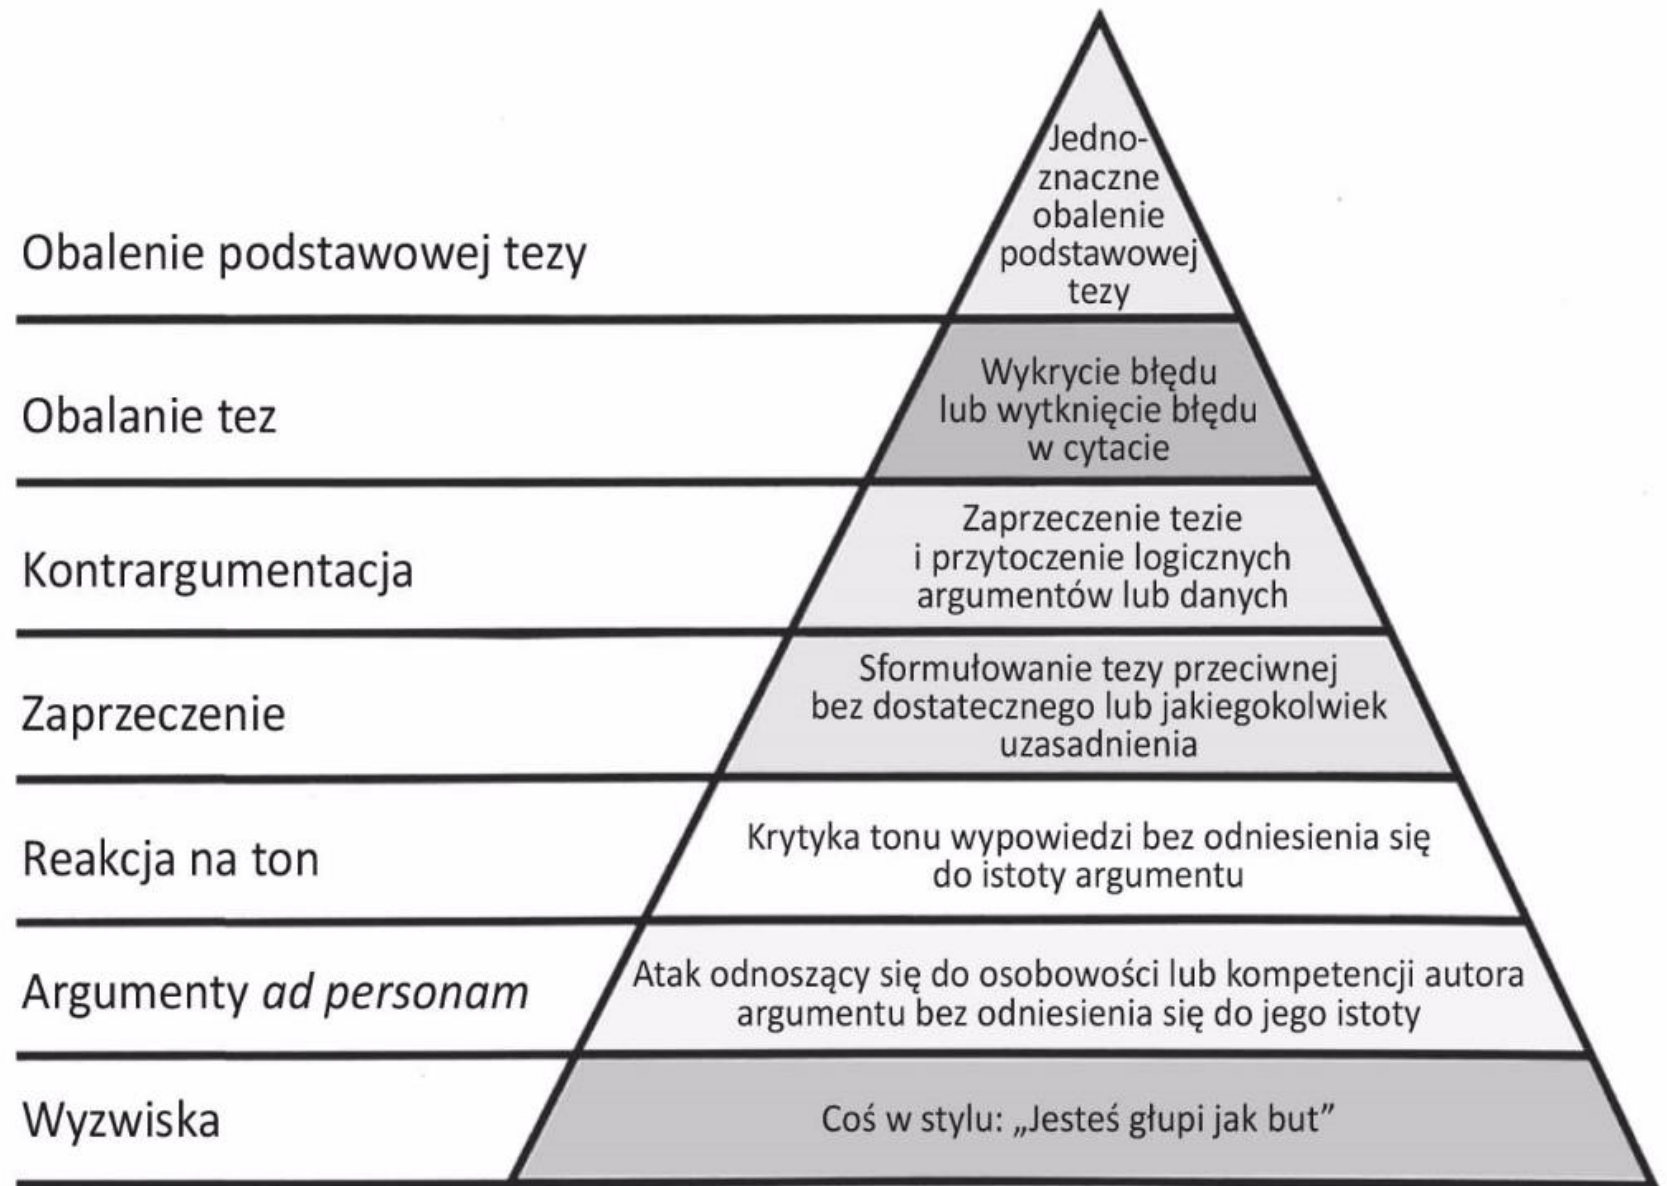 Jedno-
znaczne
obalenie
podstawowej
tezy
Obalenie podstawowej tezy
Wykrycie błędu
lub wytknięcie błędu
w cytacie
Obalanie tez
Zaprzeczenie tezie
i przytoczenie logicznych
argumentów lub danych
Kontrargumentacja
Sformułowanie tezy przeciwnej
bez dostatecznego lub jakiegokolwiek
uzasadnienia
Zaprzeczenie
Krytyka tonu wypowiedzi bez odniesienia się
do istoty argumentu
Reakcja na ton
Atak odnoszący się do osobowości lub kompetencji autora
argumentu bez odniesienia się do jego istoty
Argumenty ad personam
Coś w stylu: „Jesteś głupi jak but”
Wyzwiska